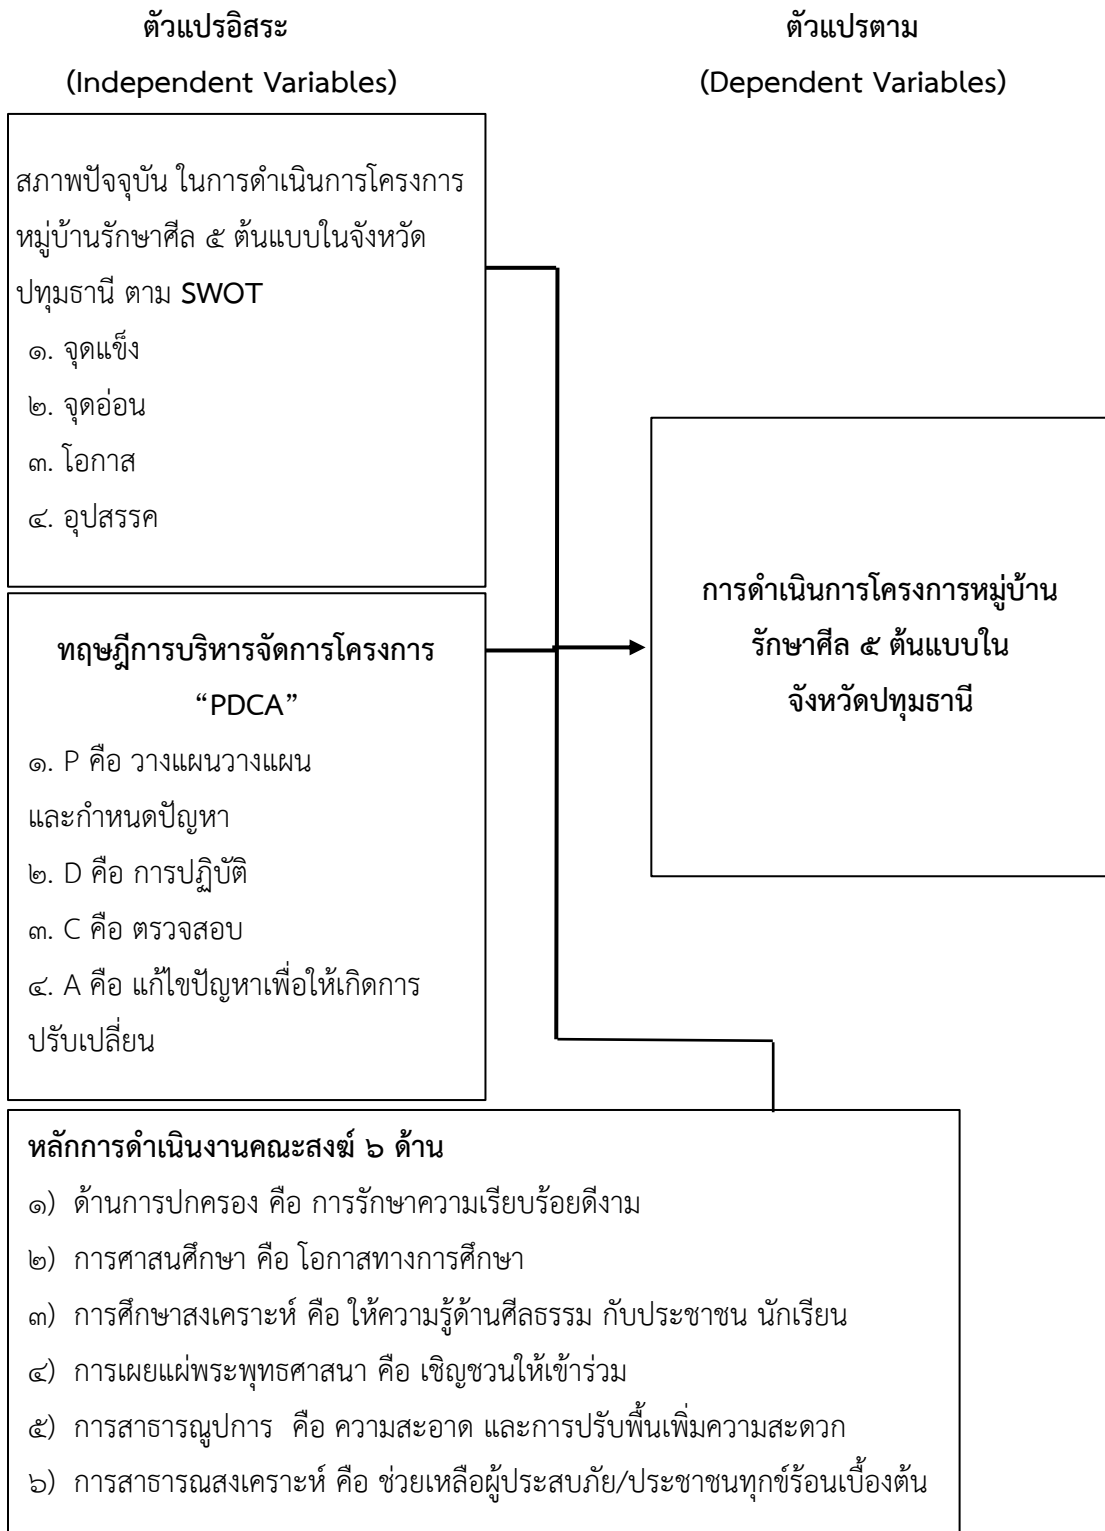 ตัวแปรอิสระ
(Independent Variables)
ตัวแปรตาม
(Dependent Variables)
สภาพปัจจุบัน ในการดำเนินการโครงการ
หมู่บ้านรักษาศีล ๕ ต้นแบบในจังหวัด
ปทุมธานี ตาม SWOT
๑. จุดแข็ง
๒. จุดอ่อน
๓. โอกาส
๔. อุปสรรค
ทฤษฎีการบริหารจัดการโครงการ
“PDCA”
๑. P คือ วางแผนวางแผน
และกำหนดปัญหา
๒. D คือ การปฏิบัติ
๓. C คือ ตรวจสอบ
๔. A คือ แก้ไขปัญหาเพื่อให้เกิดการ
ปรับเปลี่ยน
การดำเนินการโครงการหมู่บ้าน
รักษาศีล ๕ ต้นแบบใน
จังหวัดปทุมธานี
หลักการดำเนินงานคณะสงฆ์ ๖ ด้าน
๑) ด้านการปกครอง คือ การรักษาความเรียบร้อยดีงาม
๒) การศาสนศึกษา คือ โอกาสทางการศึกษา
๓) การศึกษาสงเคราะห์ คือ ให้ความรู้ด้านศีลธรรม กับประชาชน นักเรียน
๔) การเผยแผ่พระพุทธศาสนา คือ เชิญชวนให้เข้าร่วม
๕) การสาธารณูปการ คือ ความสะอาด และการปรับพื้นเพิ่มความสะดวก
๖) การสาธารณสงเคราะห์ คือ ช่วยเหลือผู้ประสบภัย/ประชาชนทุกข์ร้อนเบื้องต้น